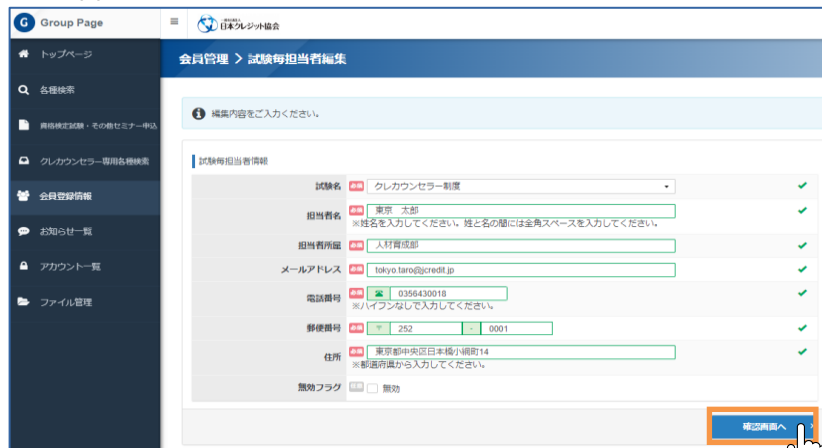 G Group Page
一般社団法人
日本クレジット協会
トップページ
会員管理 > 試験毎担当者編集
各種検索
編集内容をご入力ください。
資格検定試験・その他セミナー申込
クレカウンセラー専用各種検索
試験毎担当者情報
試験名 必須 クレカウンセラー制度
会員登録情報
担当者名 必須 東京 太郎
※姓名を入力してください。姓と名の間には全角スペースを入力してください。
お知らせ一覧
担当者所属 必須 人材育成部
アカウント一覧
メールアドレス 必須 tokyo.taro@jcredit.jp
ファイル管理
電話番号 必須 0356430018
※ハイフンなしで入力してください。
郵便番号 必須 〒 252 - 0001
住所 必須 東京都中央区日本橋小網町14
※都道府県から入力してください。
無効フラグ 任意 無効
確認画面へ